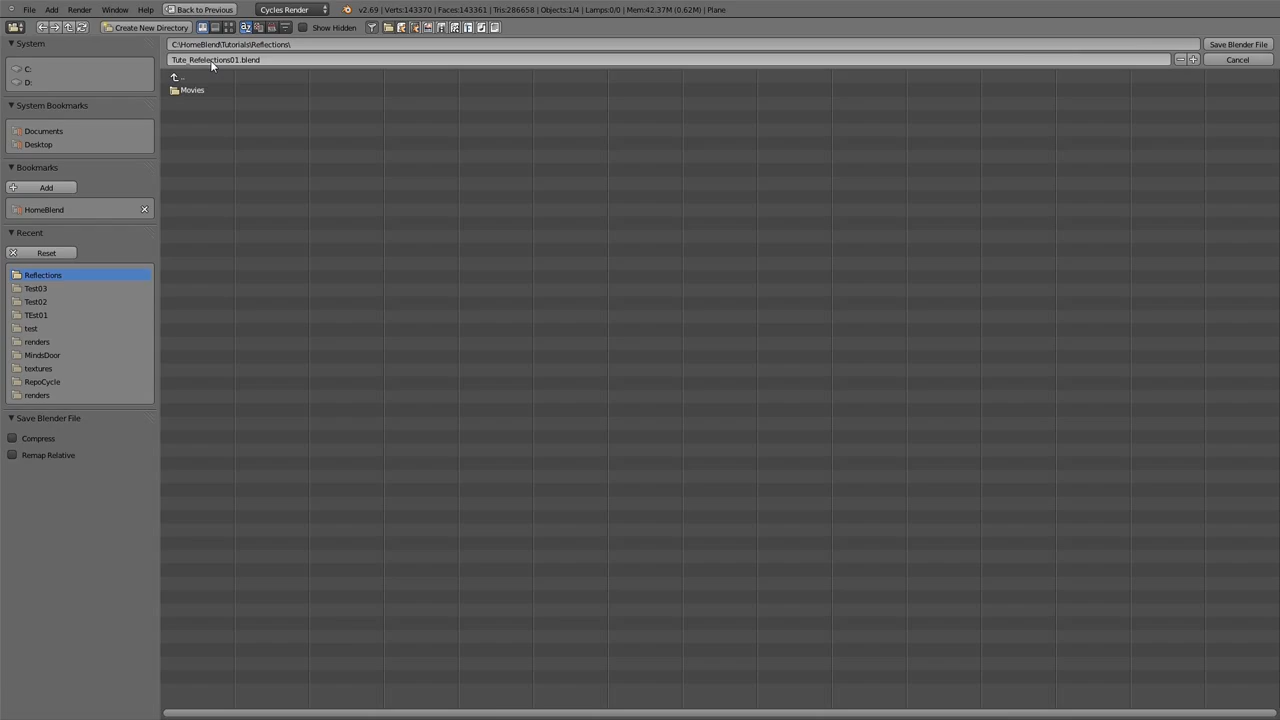 File Add Render Window Help Back to Previous Cycles Render v2.69 | Verts:143370 | Faces:143361 | Tris:286658 | Objects:1/4 | Lamps:0/0 | Mem:42.37M (0.62M) | Plane
Create New Directory Show Hidden
System
C:\HomeBlend\Tutorials\Reflections\ Save Blender File
Tute_Refelections01.blend Cancel
C:
..
D:
Movies
System Bookmarks
Documents
Desktop
Bookmarks
Add
HomeBlend
Recent
Reset
Reflections
Test03
Test02
TEst01
test
renders
MindsDoor
textures
RepoCycle
renders
Save Blender File
Compress
Remap Relative